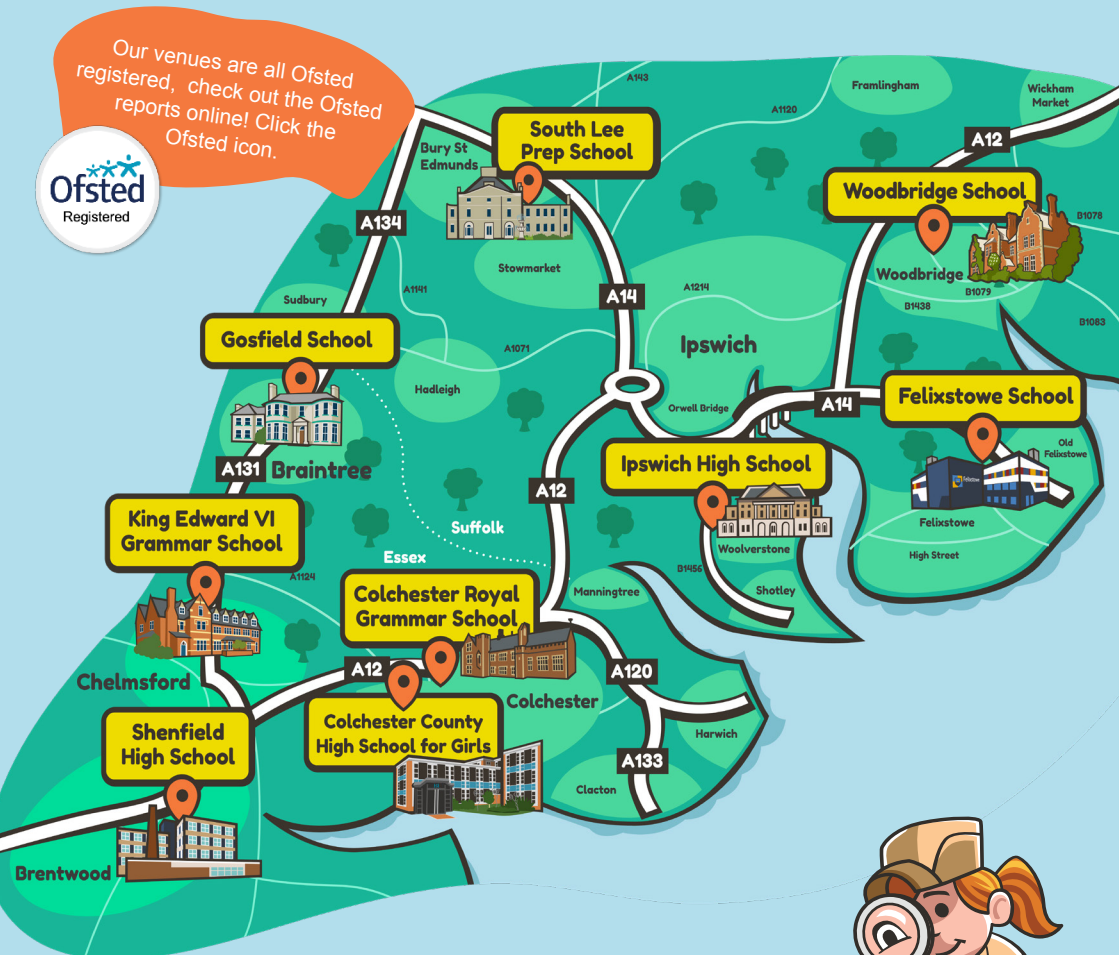 Our venues are all Ofsted
registered, check out the Ofsted
reports online! Click the
Ofsted icon.
Ofsted
Registered
A143
A1120
Framlingham
Wickham
Market
A12
South Lee
Prep School
Bury St
Edmunds
Woodbridge School
A134
B1078
Stowmarket
Woodbridge
A1141
A14
A1214
B1079
B1438
B1083
Sudbury
Gosfield School
A1071
Ipswich
Hadleigh
Orwell Bridge
A14
Felixstowe School
Old
Felixstowe
A131
Braintree
Ipswich High School
Felixstowe
A12
King Edward VI
Grammar School
Suffolk
Essex
Felixstowe
High Street
Woolverstone
B1456
Shotley
A1124
Manningtree
Colchester Royal
Grammar School
A12
A120
Chelmsford
Colchester
Shenfield
High School
Colchester County
High School for Girls
Harwich
A133
Clacton
Brentwood